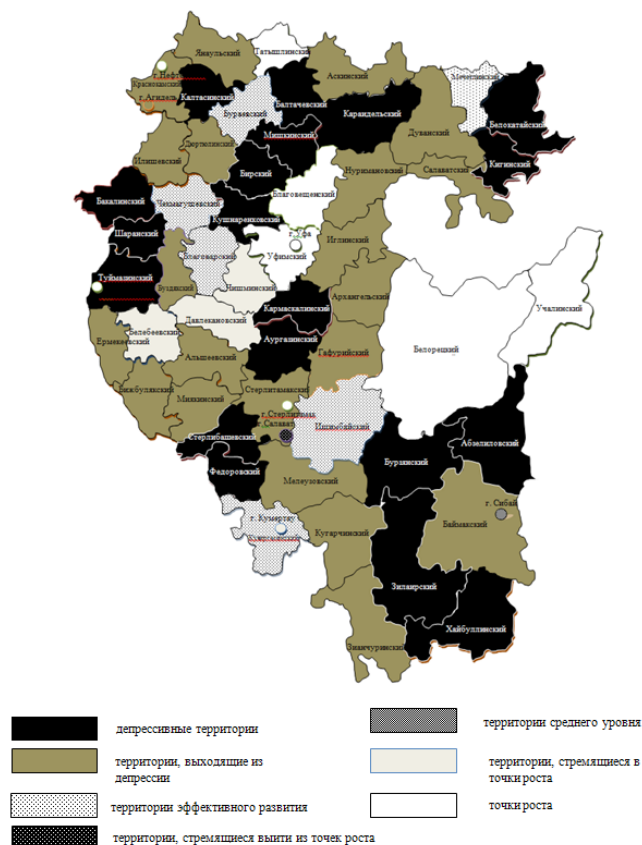 Татышлинский
Янаульский
г. Нефте
Краснокамский
г. Агидель
Калтасинский
Бураевский
Балтачевский
Аскинский
Мечетлинский
Караидельский
Белокатайский
Мишкинский
Дуванский
Кигинский
Илишевский
Дюртюлинский
Бирский
Нуримановский
Салаватский
Бакалинский
Чекмагушевский
Благовещенский
Кушнаренковский
Шаранский
г. Уфа
Благоварский
Уфимский
Иглинский
Туймазинский
Буздякский
Чишминский
Архангельский
Учалинский
Кармаскалинский
Давлекановский
Белебеевский
Ермекеевский
Аургазинский
Белорецкий
Альшеевский
Гафурийский
Бижбулякский
Миякинский
Стерлитамакский
г. Стерлитамак
г. Салават
Ишимбайский
Стерлибашевский
Абзелиловский
Бурзянский
Федоровский
Мелеузовский
г. Сибай
Баймакский
г. Кумертау
Кугарчинский
Зилаирский
Хайбуллинский
Зианчуринский
депрессивные территории
территории среднего уровня
территории, выходящие из
депрессии
территории, стремящиеся в
точки роста
территории эффективного развития
точки роста
территории, стремящиеся выйти из точек роста